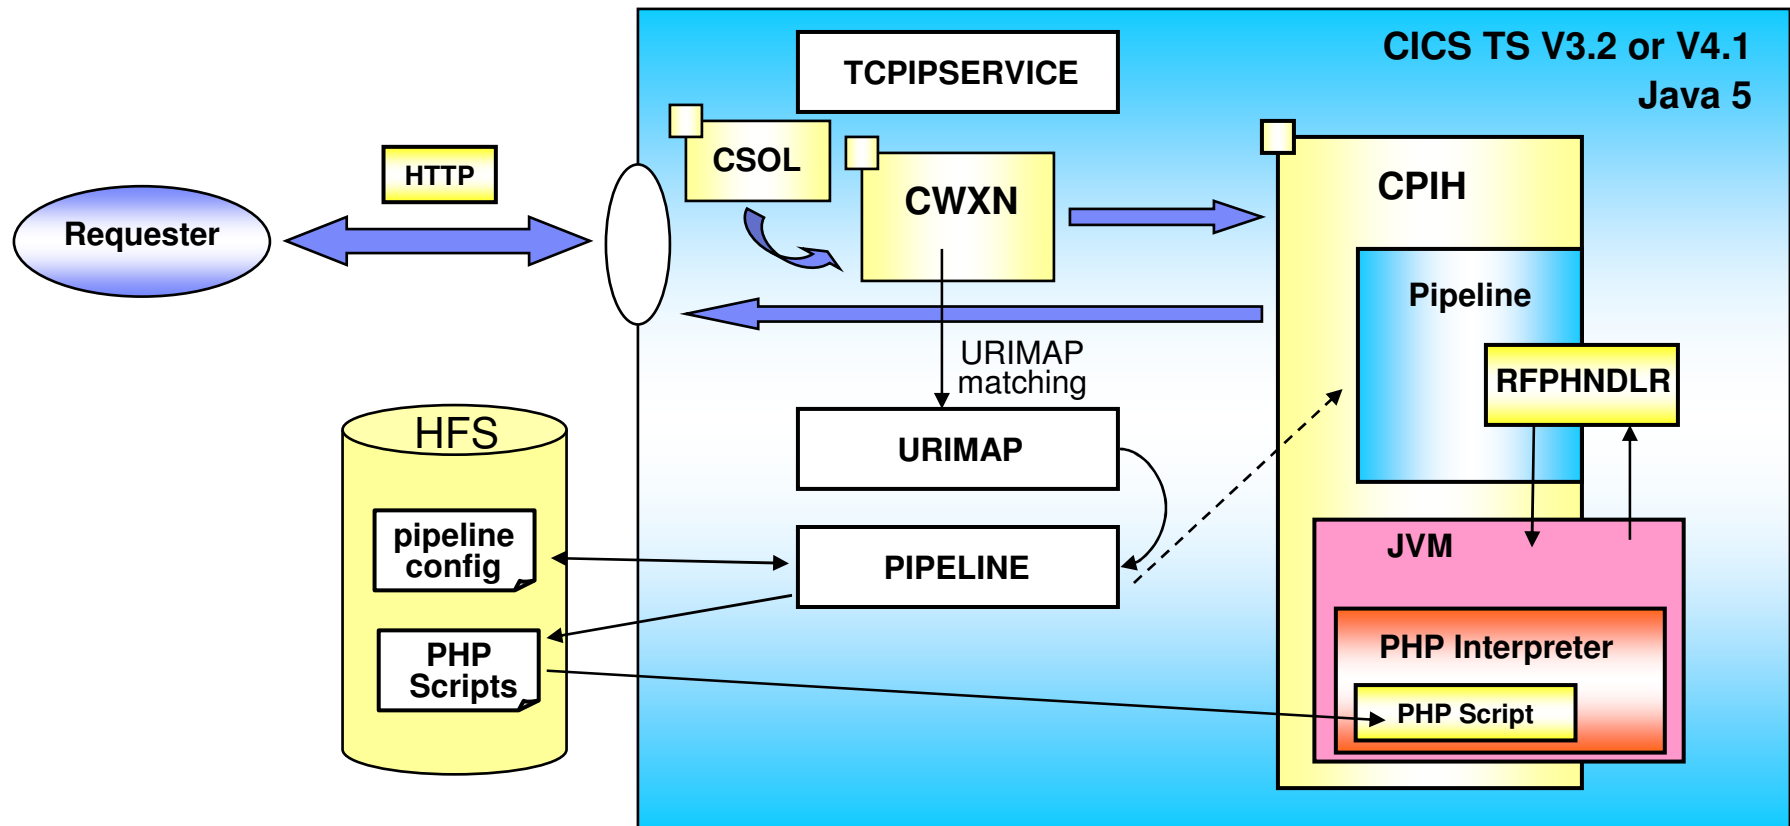 CICS TS V3.2 or V4.1
Java 5
TCPIPSERVICE
CSOL
HTTP
CWXN
CPIH
Requester
Pipeline
URIMAP
matching
RFPHNDLR
HFS
URIMAP
pipeline
config
PIPELINE
JVM
PHP
Scripts
PHP Interpreter
PHP Script